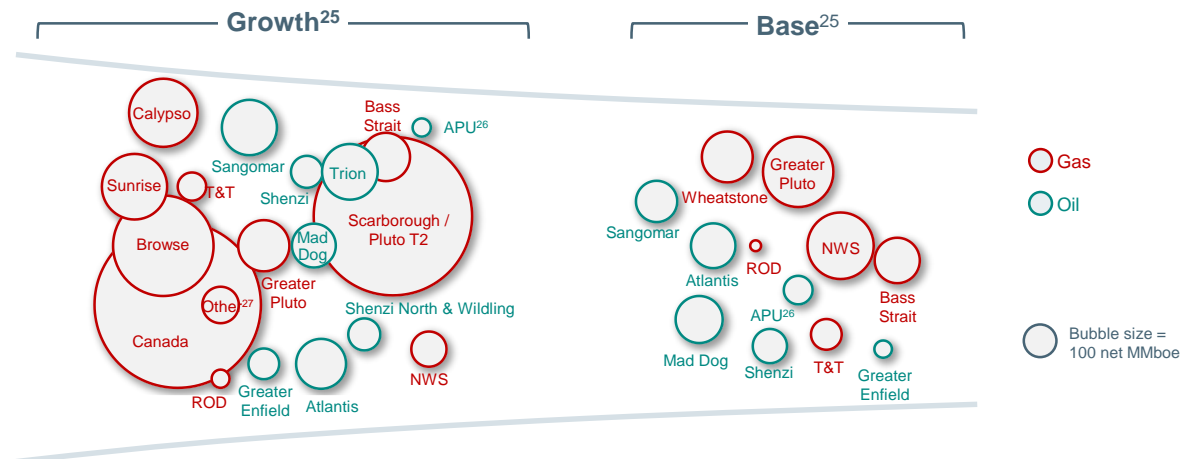 Growth25
Base25
Calypso
Sangomar
Bass
Strait
APU26
Sunrise
T&T
Shenzi
Trion
Scarborough /
Pluto T2
Browse
Mad
Dog
Greater
Pluto
Other27
Canada
Shenzi North & Wildling
NWS
ROD
Greater
Enfield
Atlantis
Wheatstone
Greater
Pluto
Sangomar
NWS
Atlantis
ROD
Bass
Strait
APU26
Mad Dog
Shenzi
T&T
Greater
Enfield
Gas
Oil
Bubble size =
100 net MMboe